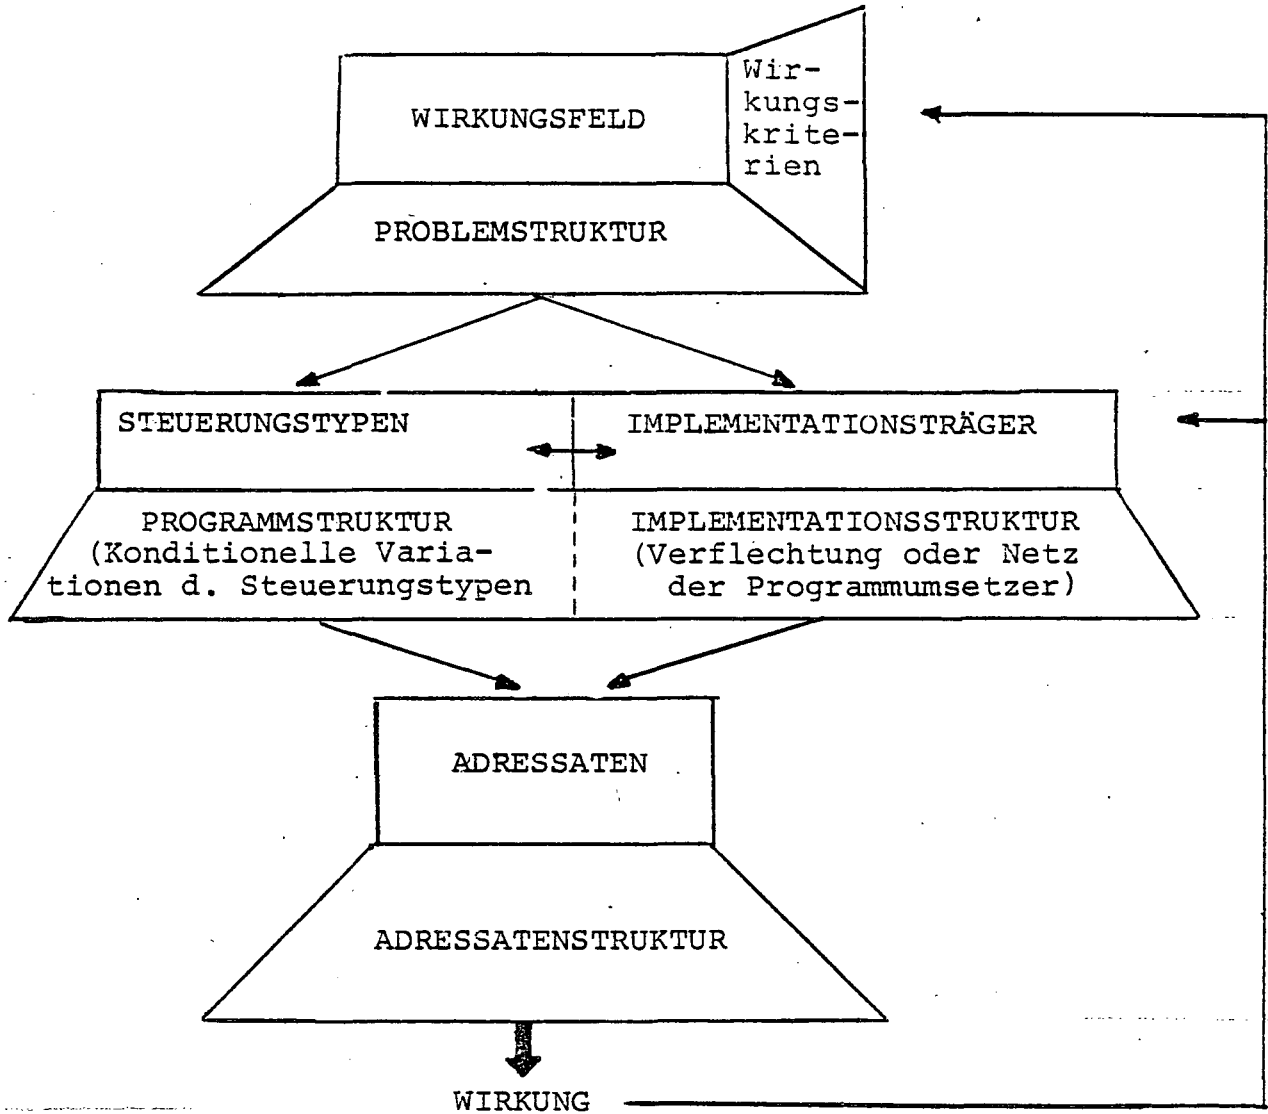 WIRKUNGSFELD
Wir-
kungs-
krite-
rien
PROBLEMSTRUKTUR
STEUERUNGSTYPEN
IMPLEMENTATIONSTRÄGER
PROGRAMMSTRUKTUR
(Konditionelle Varia-
tionen d. Steuerungstypen
IMPLEMENTATIONSSTRUKTUR
(Verflechtung oder Netz
der Programmumsetzer)
ADRESSATEN
ADRESSATENSTRUKTUR
WIRKUNG